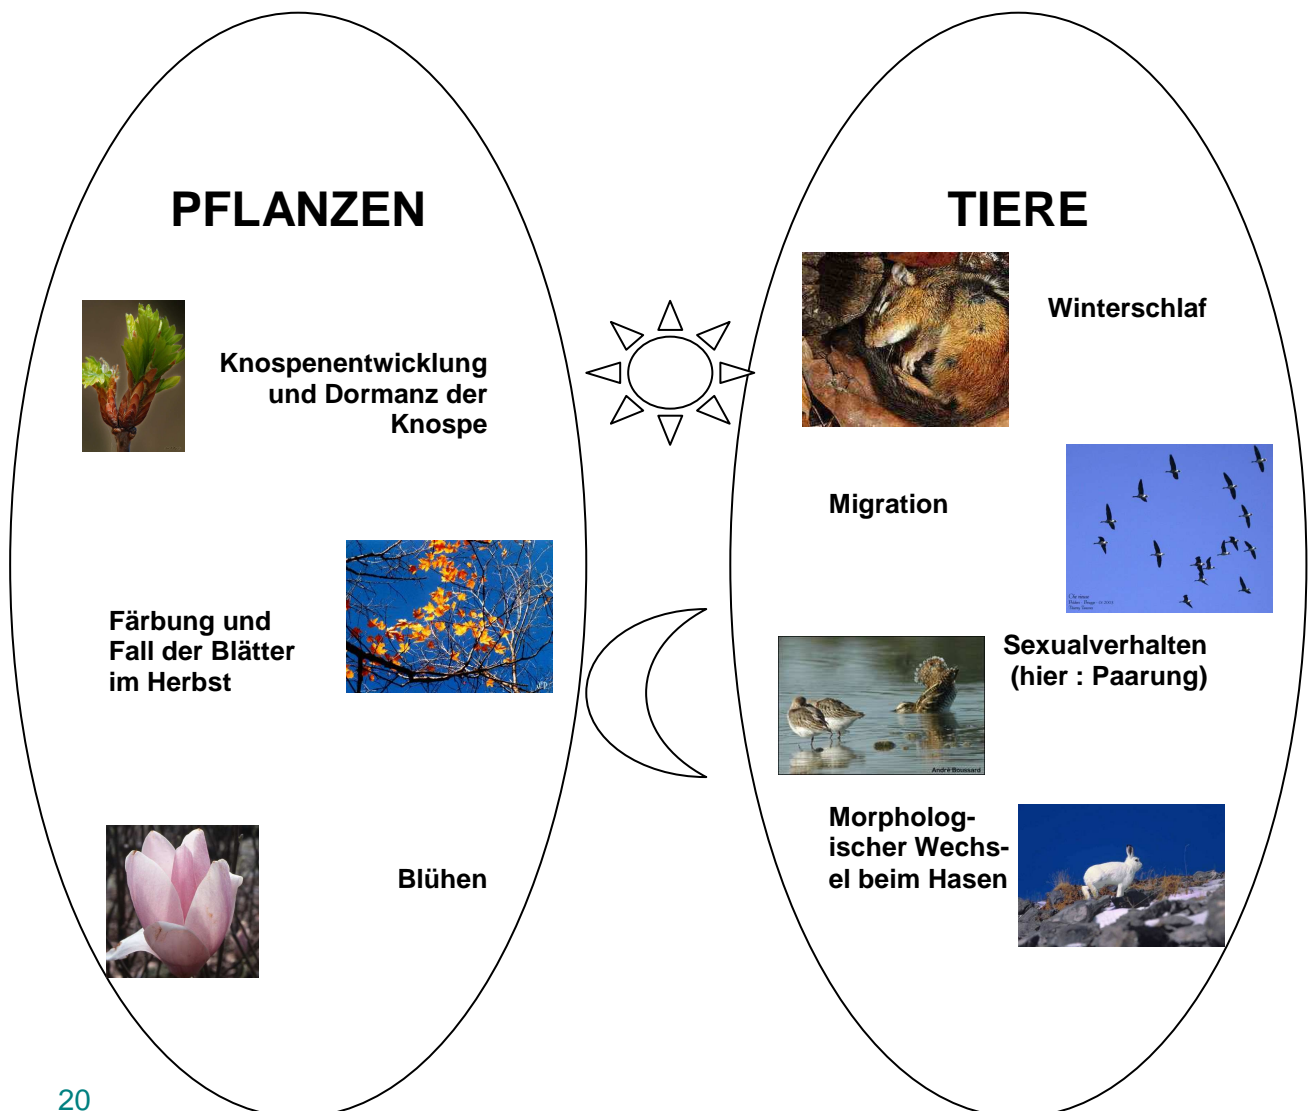 PFLANZEN
Knospenentwicklung
und Dormanz der
Knospe
Färbung und
Fall der Blätter
im Herbst
Blühen
TIERE
Winterschlaf
Migration
Sexualverhalten
(hier : Paarung)
André Boussard
Morpholog-
ischer Wechs-
el beim Hasen
20